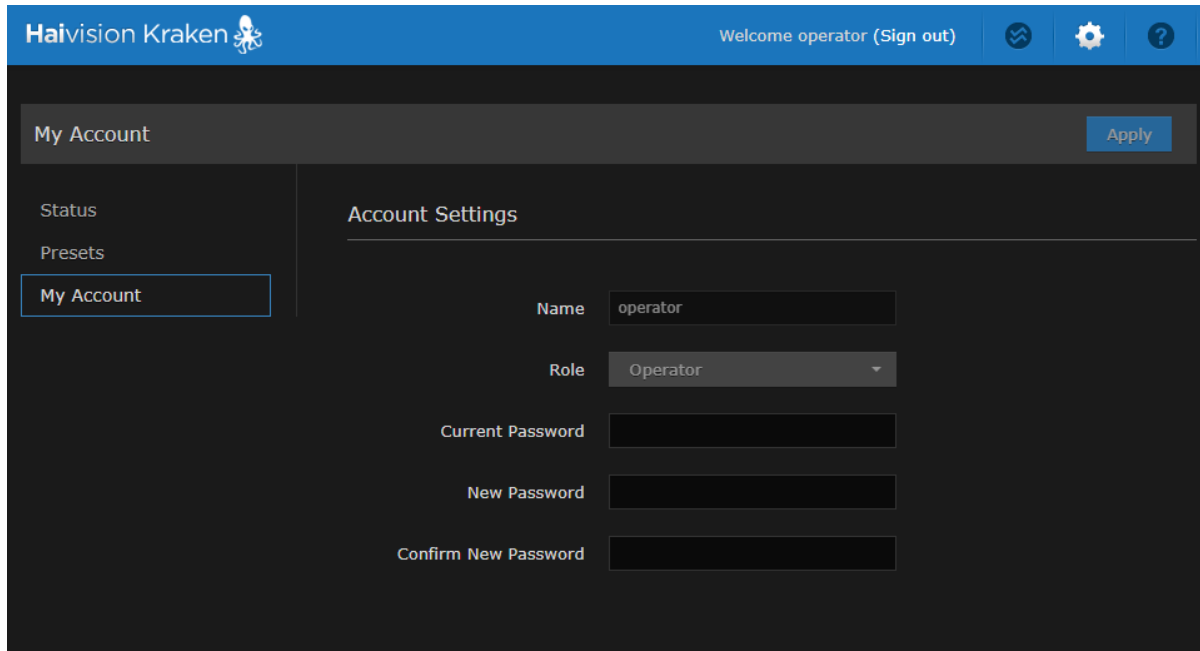 Haivision Kraken
Welcome operator (Sign out)
?
My Account
Apply
Status
Presets
My Account
Account Settings
Name operator
Role Operator
Current Password
New Password
Confirm New Password